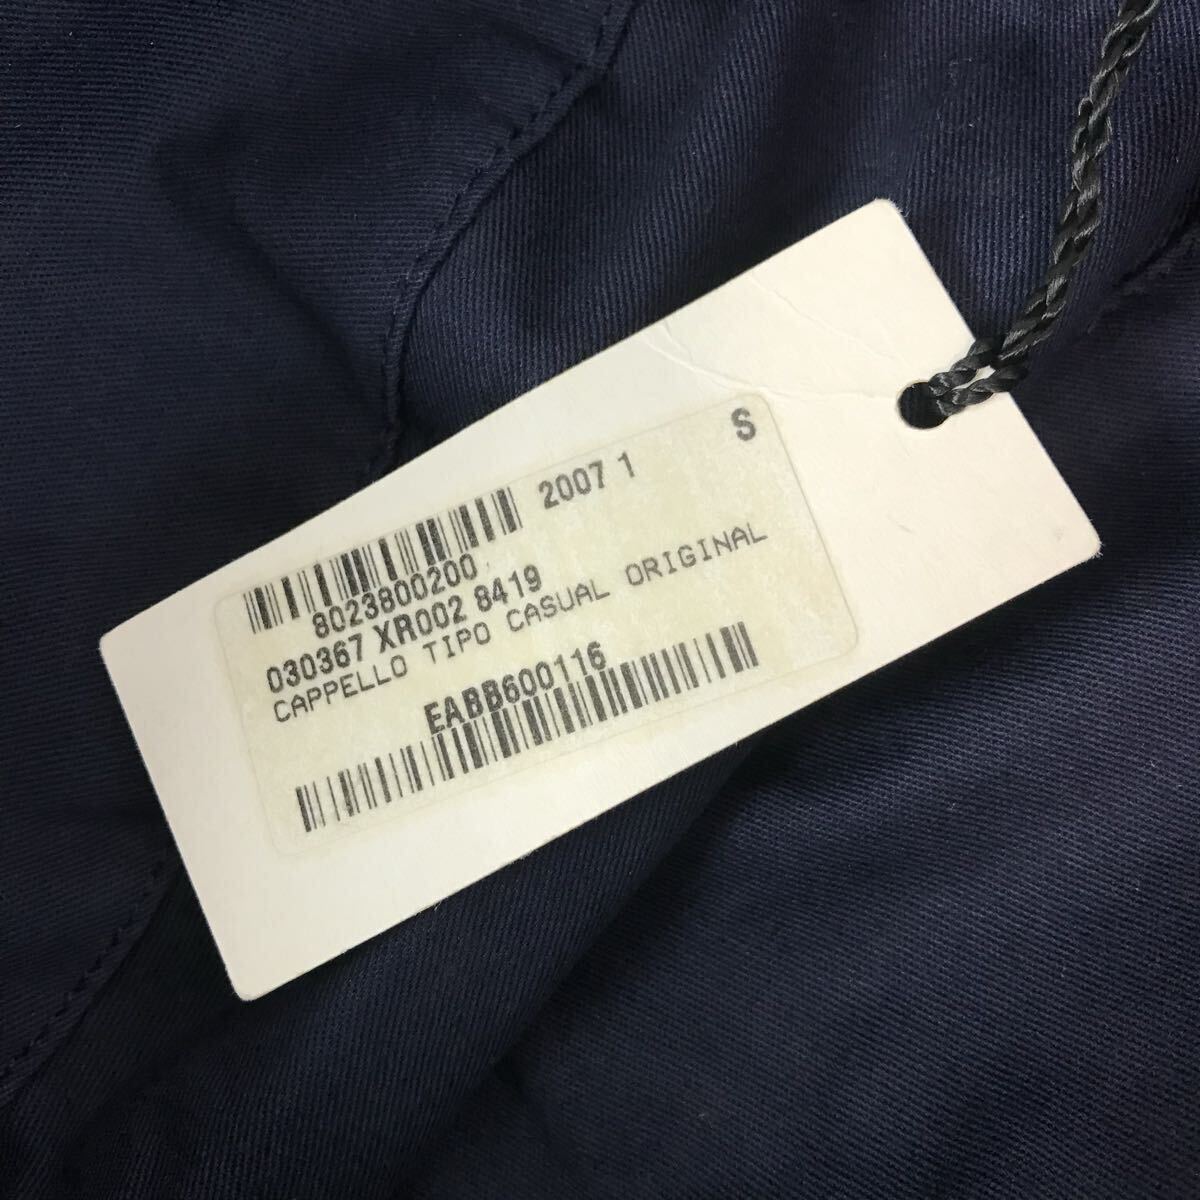 S
2007 1
8023800200
030367 XR002 8419
CAPPELLO TIPO CASUAL ORIGINAL
EABB600116